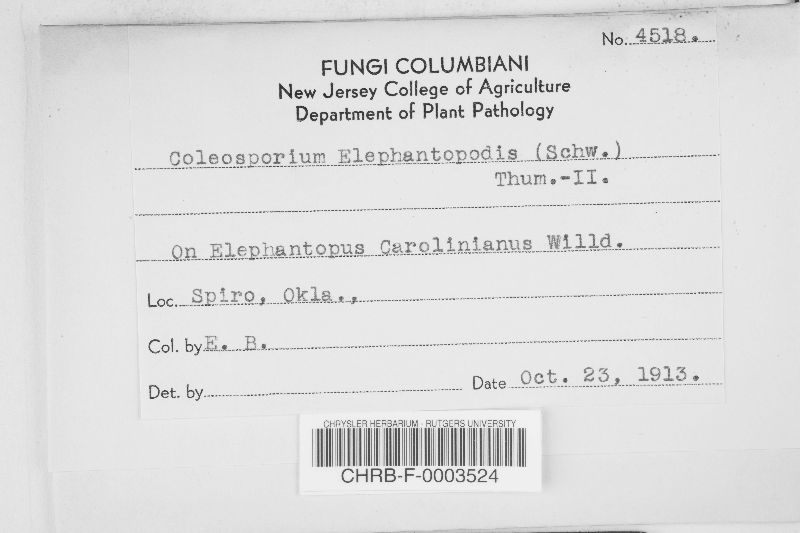 No. 4518.
FUNGI COLUMBIANI
New Jersey College of Agriculture
Department of Plant Pathology
Coleosporium Elephantopodis (Schw.)
Thum.-II.
On Elephantopus Carolinianus Willd.
Loc. Spiro, Okla.,
Col. by E. B.
Det. by
Date Oct. 23, 1913.
CHRYSLER HERBARIUM - RUTGERS UNIVERSITY
CHRB-F-0003524